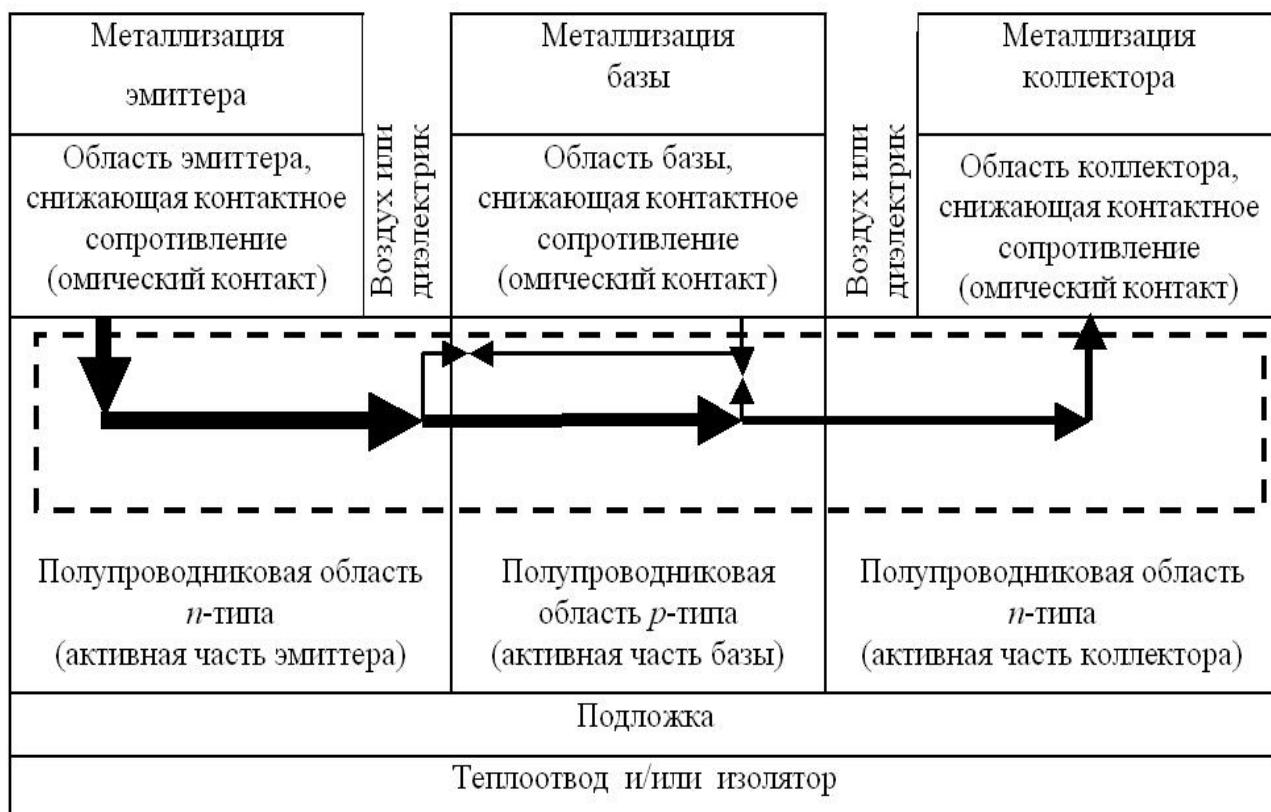 Металлизация
эмиттера
Воздух или
диэлектрик
Металлизация
базы
Воздух или
диэлектрик
Металлизация
коллектора
Область эмиттера,
снижающая контактное
сопротивление
(омический контакт)
Область базы,
снижающая контактное
сопротивление
(омический контакт)
Область коллектора,
снижающая контактное
сопротивление
(омический контакт)
Полупроводниковая область
n-типа
(активная часть эмиттера)
Полупроводниковая
область p-типа
(активная часть базы)
Полупроводниковая область
n-типа
(активная часть коллектора)
Подложка
Теплоотвод и/или изолятор